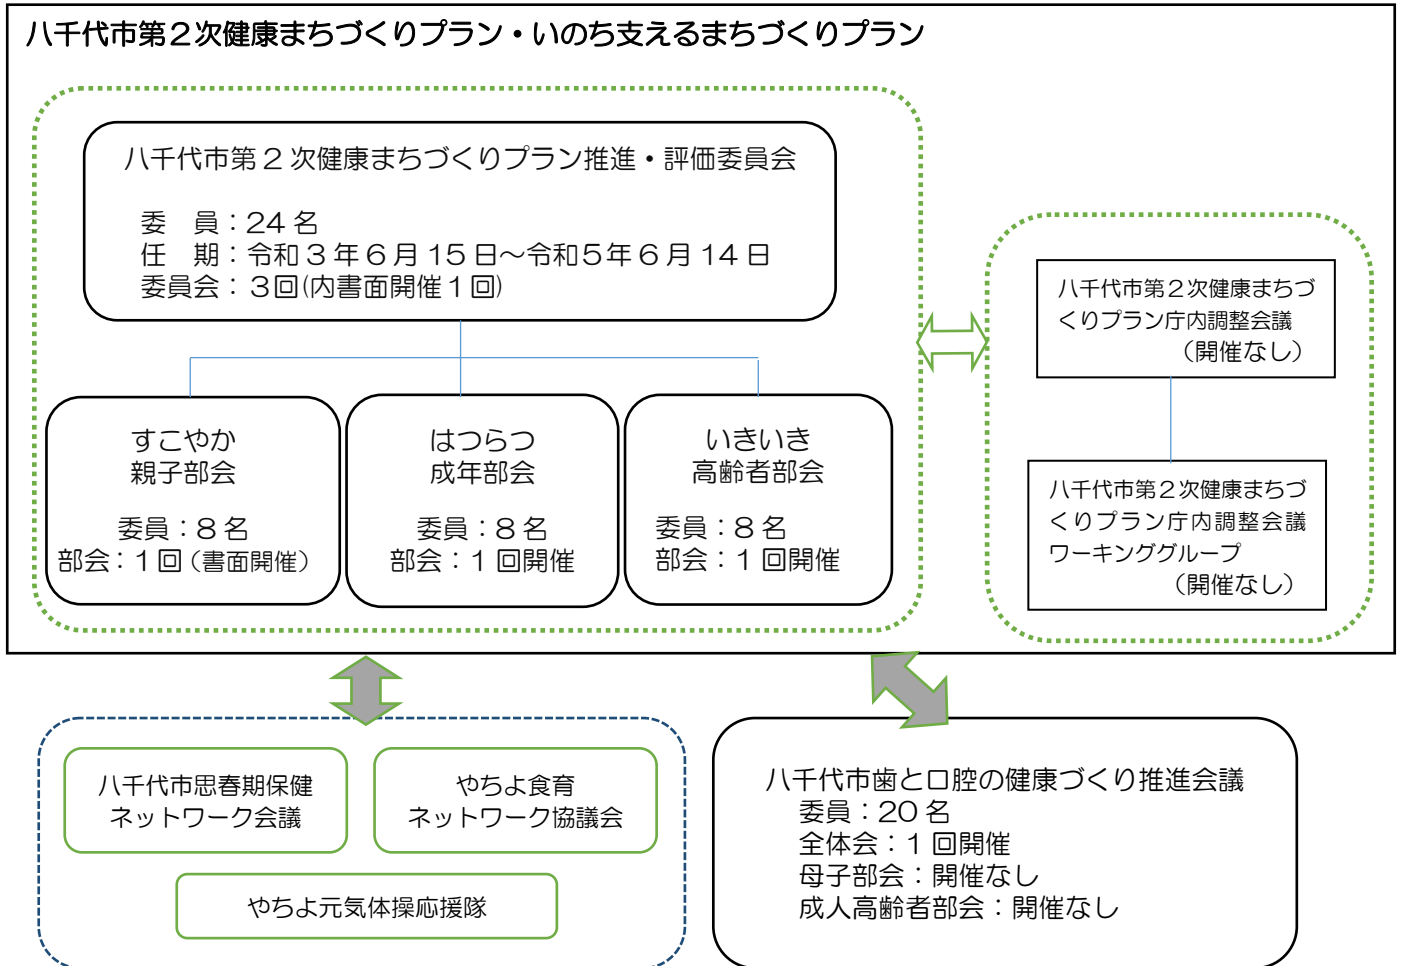 八千代市第２次健康まちづくりプラン・いのち支えるまちづくりプラン
八千代市第２次健康まちづくりプラン推進・評価委員会
委　員：24名
任　期：令和３年６月15日～令和５年６月14日
委員会：３回(内書面開催１回)
すこやか
親子部会
委員：８名
部会：１回（書面開催）
はつらつ
成年部会
委員：８名
部会：１回開催
いきいき
高齢者部会
委員：８名
部会：１回開催
八千代市第２次健康まちづ
くりプラン庁内調整会議
（開催なし）
八千代市第２次健康まちづ
くりプラン庁内調整会議
ワーキンググループ
（開催なし）
八千代市思春期保健
ネットワーク会議
やちよ食育
ネットワーク協議会
やちよ元気体操応援隊
八千代市歯と口腔の健康づくり推進会議
委員：20名
全体会：１回開催
母子部会：開催なし
成人高齢者部会：開催なし